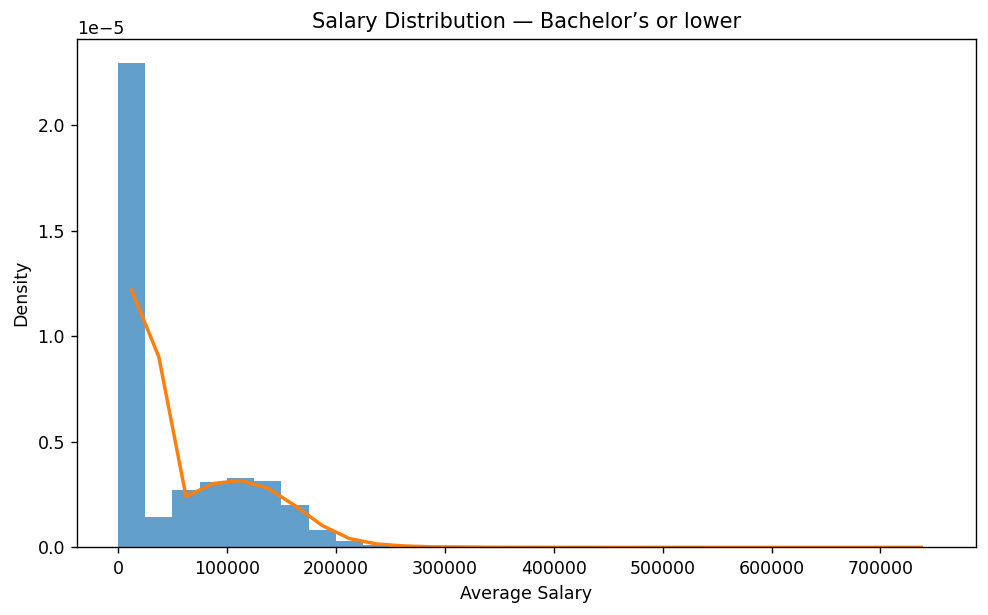 Salary Distribution — Bachelor’s or lower
1e−5
2.0
1.5
1.0
0.5
0.0
Density
0 100000 200000 300000 400000 500000 600000 700000
Average Salary